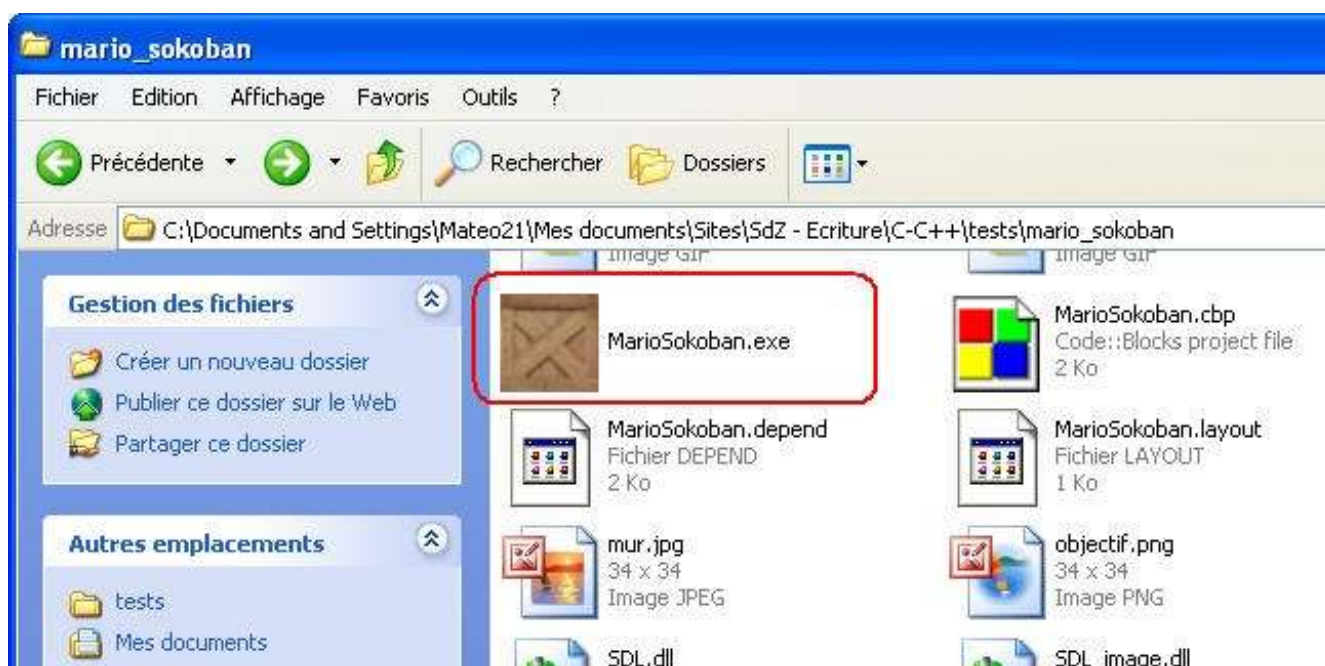 mario_sokoban
Fichier Edition Affichage Favoris Outils ?
Précédente Rechercher Dossiers
Adresse C:\Documents and Settings\Mateo21\Mes documents\Sites\SdZ - Ecriture\C-C++\tests\mario_sokoban
Image GIF
Image GIF
Gestion des fichiers
Créer un nouveau dossier
Publier ce dossier sur le Web
Partager ce dossier
Autres emplacements
tests
Mes documents
MarioSokoban.exe
MarioSokoban.cbp
Code::Blocks project file
2 Ko
MarioSokoban.depend
Fichier DEPEND
2 Ko
MarioSokoban.layout
Fichier LAYOUT
1 Ko
mur.jpg
34 x 34
Image JPEG
objectif.png
34 x 34
Image PNG
SDL.dll
SDL_image.dll